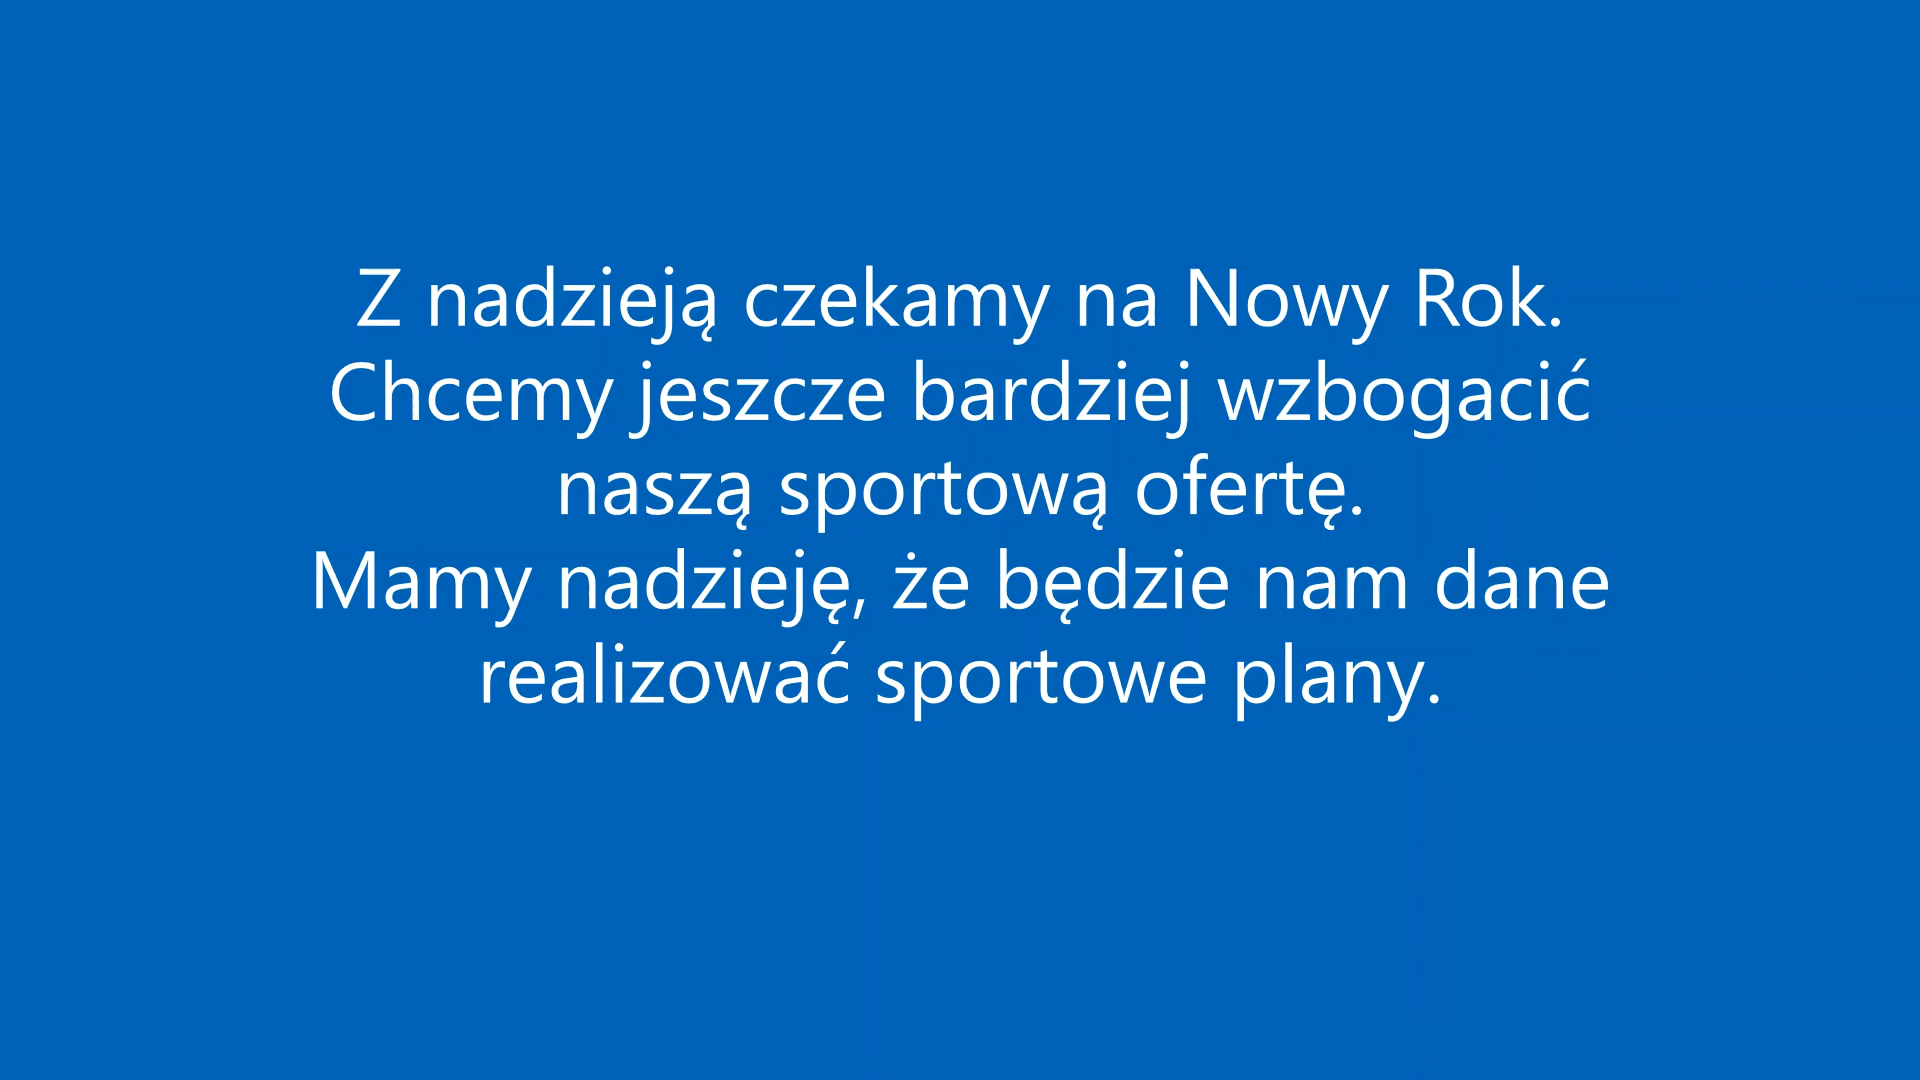 Z nadzieją czekamy na Nowy Rok.
Chcemy jeszcze bardziej wzbogacić
naszą sportową ofertę.
Mamy nadzieję, że będzie nam dane
realizować sportowe plany.